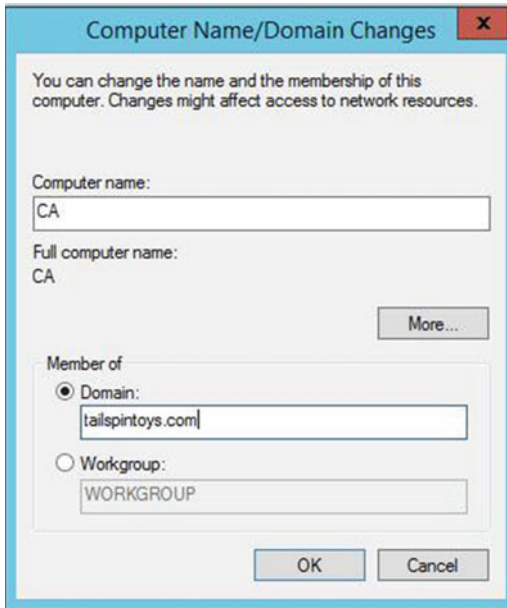 Computer Name/Domain Changes
x
You can change the name and the membership of this
computer. Changes might affect access to network resources.
Computer name:
CA
Full computer name:
CA
More...
Member of
Domain:
tailspintoys.com
Workgroup:
WORKGROUP
OK Cancel